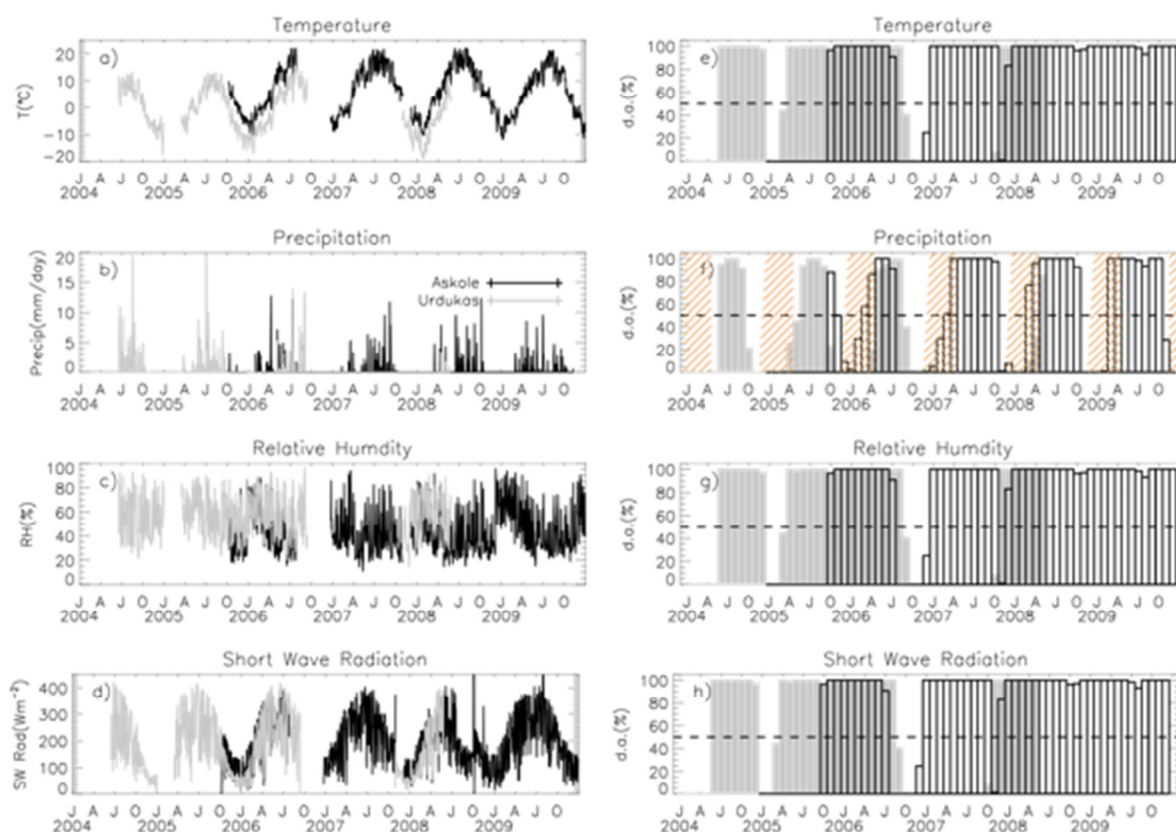 Temperature
a)
T(°C)
20
10
0
−10
−20
J A J O J A J O J A J O J A J O J A J O J A J O
2004 2005 2006 2007 2008 2009
Temperature
e)
d.a.(%)
100
80
60
40
20
0
J A J O J A J O J A J O J A J O J A J O J A J O
2004 2005 2006 2007 2008 2009
Precipitation
b)
Precip(mm/day)
20
15
10
5
0
Askole
Urdukas
J A J O J A J O J A J O J A J O J A J O J A J O
2004 2005 2006 2007 2008 2009
Precipitation
f)
d.a.(%)
100
80
60
40
20
0
J A J O J A J O J A J O J A J O J A J O J A J O
2004 2005 2006 2007 2008 2009
Relative Humdity
c)
RH(%)
100
80
60
40
20
0
J A J O J A J O J A J O J A J O J A J O J A J O
2004 2005 2006 2007 2008 2009
Relative Humdity
g)
d.a.(%)
100
80
60
40
20
0
J A J O J A J O J A J O J A J O J A J O J A J O
2004 2005 2006 2007 2008 2009
Short Wave Radiation
d)
SW Rad(Wm⁻²)
400
300
200
100
0
J A J O J A J O J A J O J A J O J A J O J A J O
2004 2005 2006 2007 2008 2009
Short Wave Radiation
h)
d.a.(%)
100
80
60
40
20
0
J A J O J A J O J A J O J A J O J A J O J A J O
2004 2005 2006 2007 2008 2009